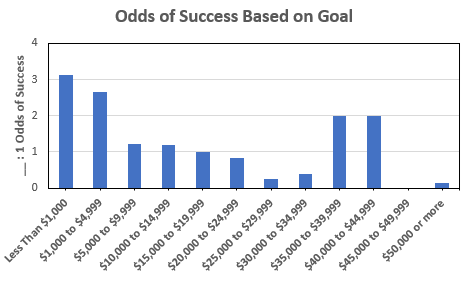 Odds of Success Based on Goal
__ : 1 Odds of Success
4
3
2
1
0
Less Than $1,000
$1,000 to $4,999
$5,000 to $9,999
$10,000 to $14,999
$15,000 to $19,999
$20,000 to $24,999
$25,000 to $29,999
$30,000 to $34,999
$35,000 to $39,999
$40,000 to $44,999
$45,000 to $49,999
$50,000 or more